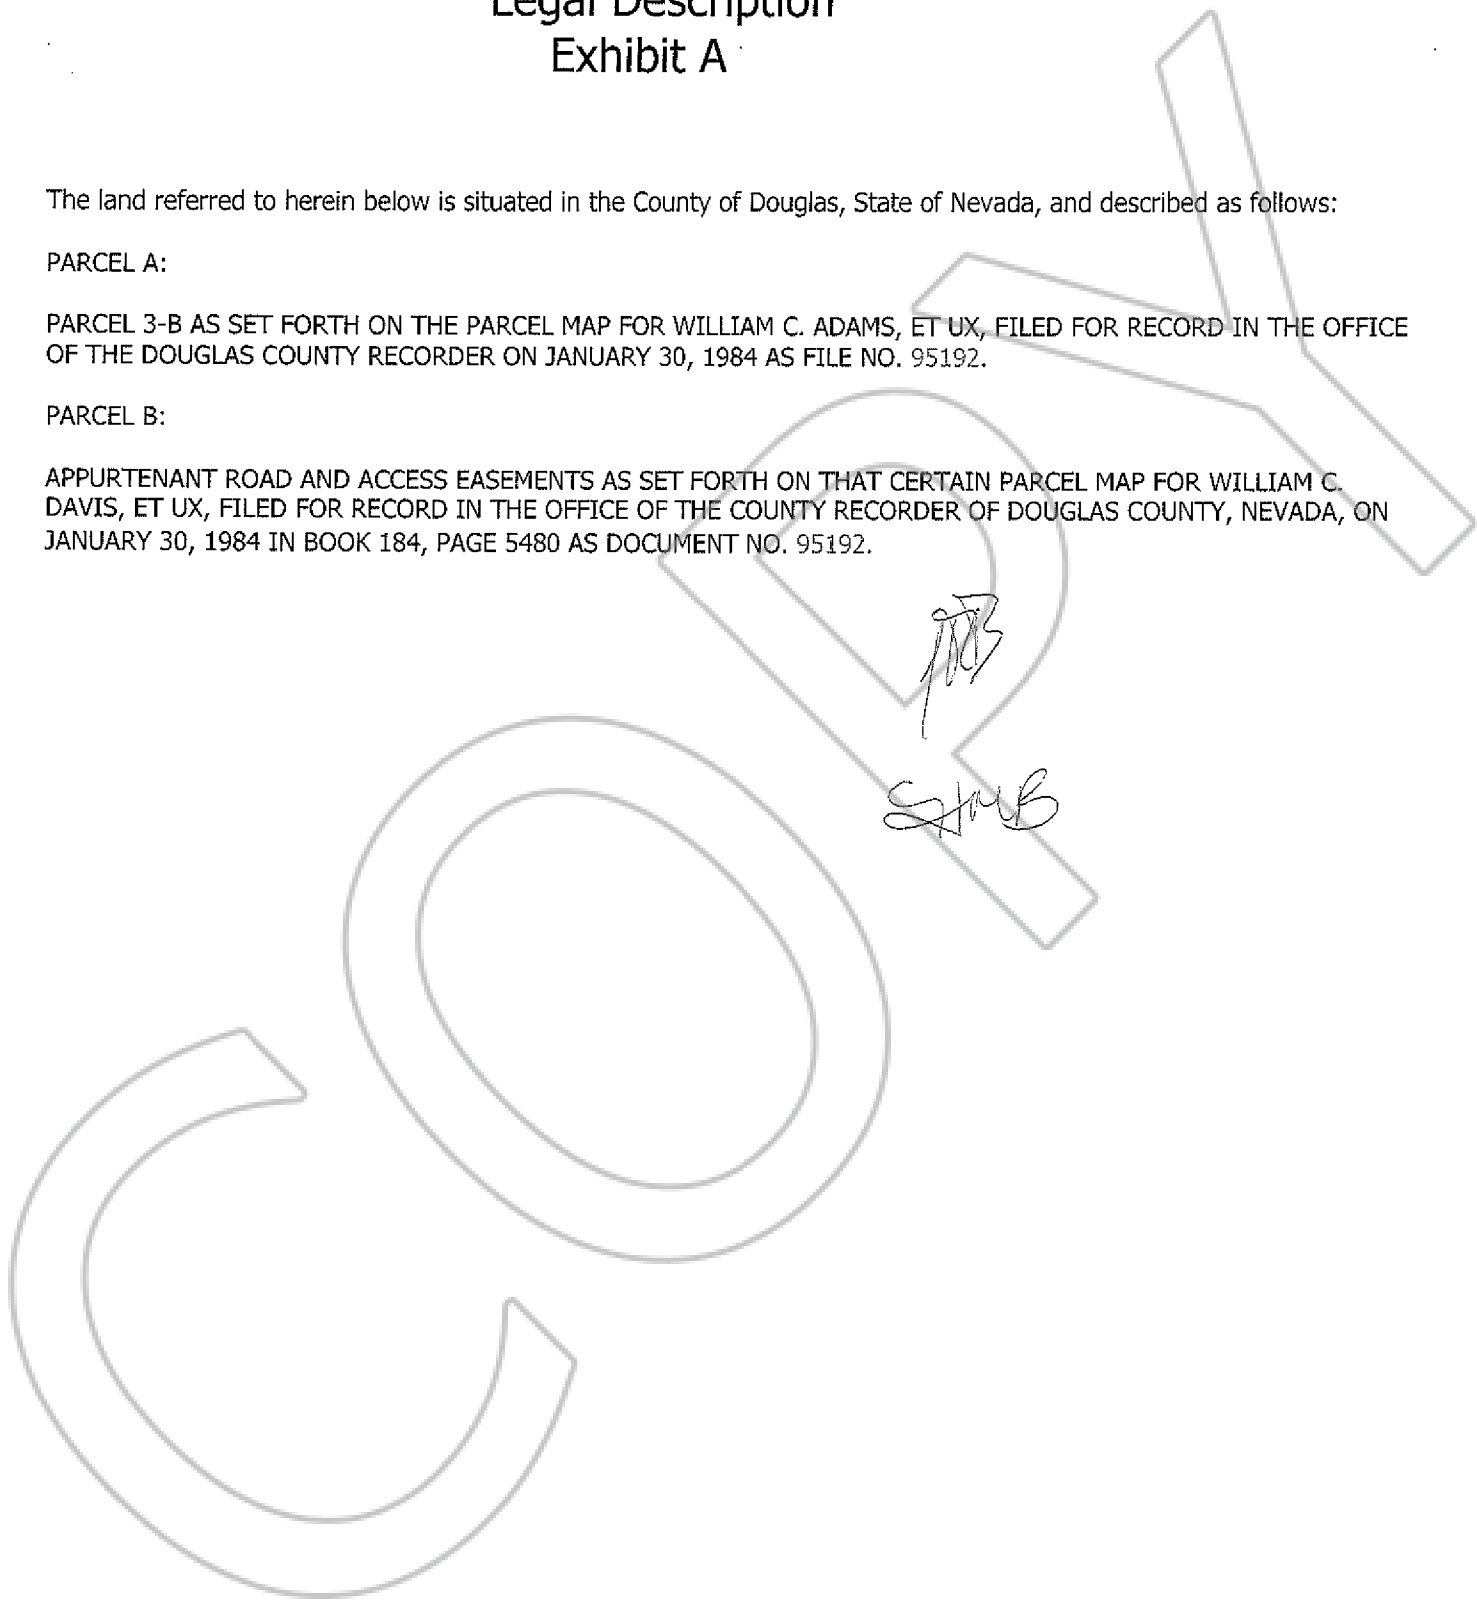 Legal Description
Exhibit A
The land referred to herein below is situated in the County of Douglas, State of Nevada, and described as follows:
PARCEL A:
PARCEL 3-B AS SET FORTH ON THE PARCEL MAP FOR WILLIAM C. ADAMS, ET UX, FILED FOR RECORD IN THE OFFICE
OF THE DOUGLAS COUNTY RECORDER ON JANUARY 30, 1984 AS FILE NO. 95192.
PARCEL B:
APPURTENANT ROAD AND ACCESS EASEMENTS AS SET FORTH ON THAT CERTAIN PARCEL MAP FOR WILLIAM C.
DAVIS, ET UX, FILED FOR RECORD IN THE OFFICE OF THE COUNTY RECORDER OF DOUGLAS COUNTY, NEVADA, ON
JANUARY 30, 1984 IN BOOK 184, PAGE 5480 AS DOCUMENT NO. 95192.
SHMB
COPY